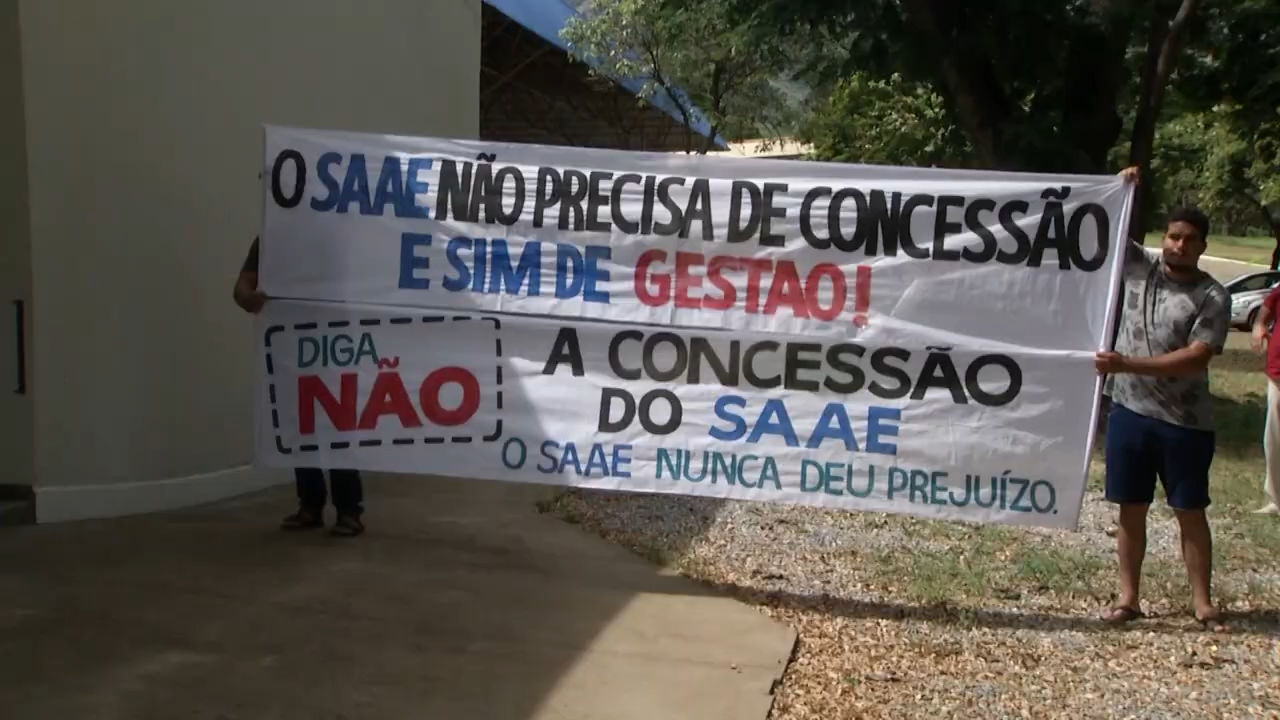 O SAAE NÃO PRECISA DE CONCESSÃO
E SIM DE GESTAO!
DIGA
NÃO
A CONCESSÃO
DO SAAE
O SAAE NUNCA DEU PREJUÍZO.